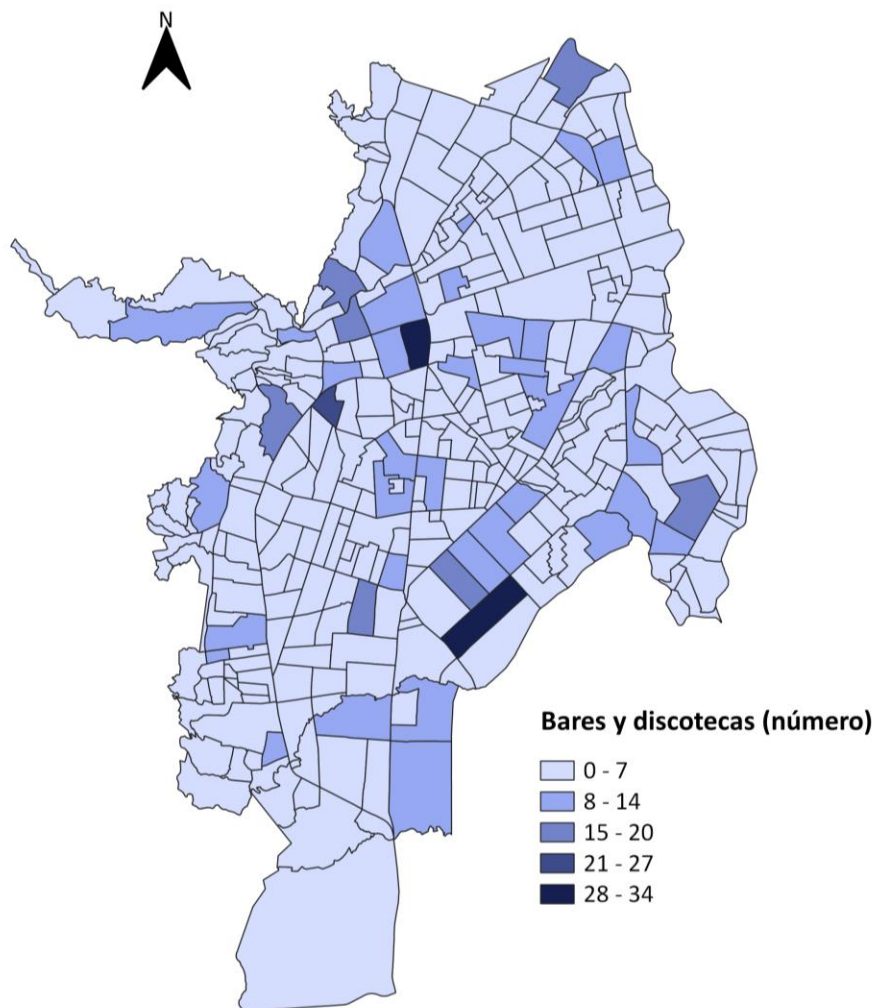 N
Bares y discotecas (número)
0 - 7
8 - 14
15 - 20
21 - 27
28 - 34